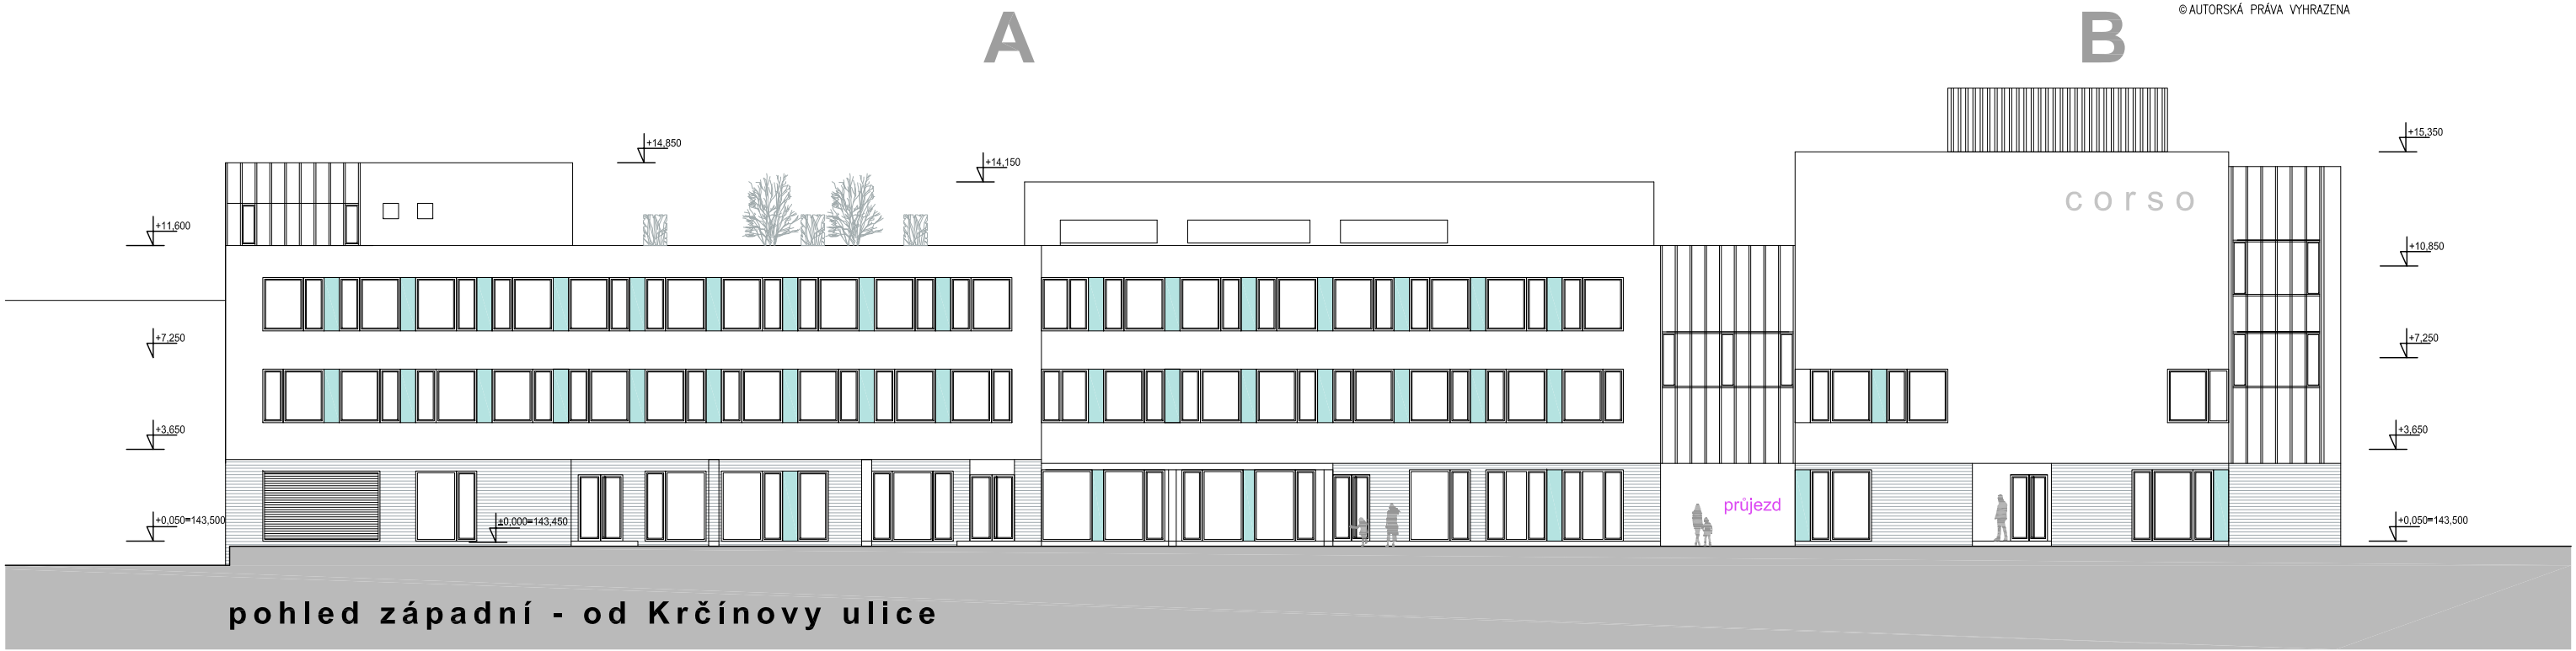 © AUTORSKÁ PRÁVA VYHRAZENA
A
B
+14,850
+14,150
+15,350
corso
+11,600
+10,850
+7,250
+7,250
+3,650
+3,650
průjezd
+0,050=143,500
±0,000=143,450
+0,050=143,500
pohled západní - od Krčínovy ulice